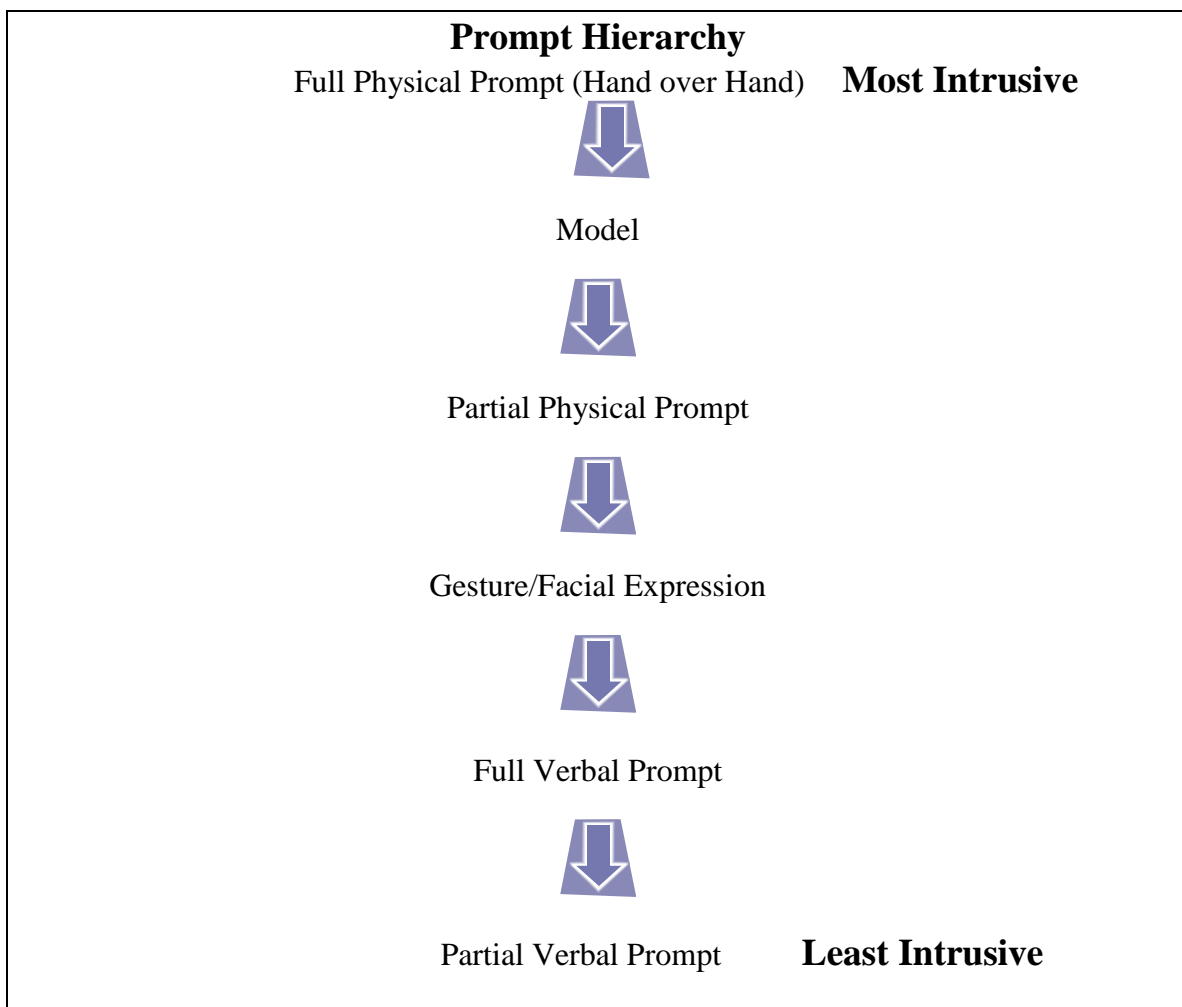 Prompt Hierarchy
Full Physical Prompt (Hand over Hand) Most Intrusive
Model
Partial Physical Prompt
Gesture/Facial Expression
Full Verbal Prompt
Partial Verbal Prompt Least Intrusive